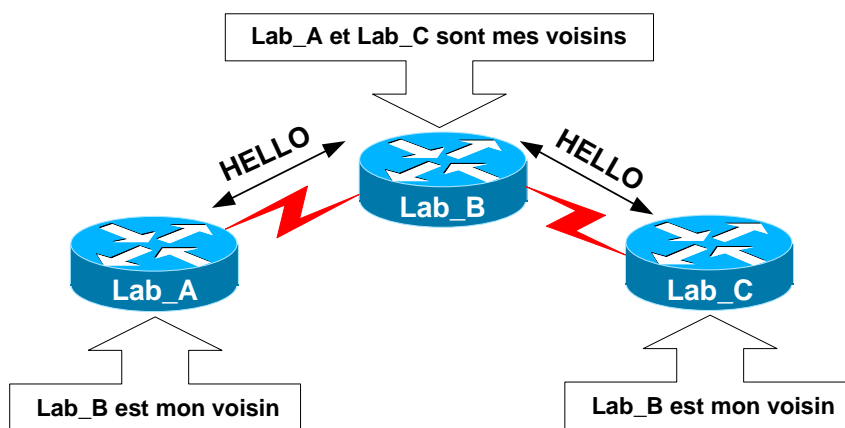 Lab_A et Lab_C sont mes voisins
HELLO
HELLO
Lab_B
Lab_A
Lab_C
Lab_B est mon voisin
Lab_B est mon voisin